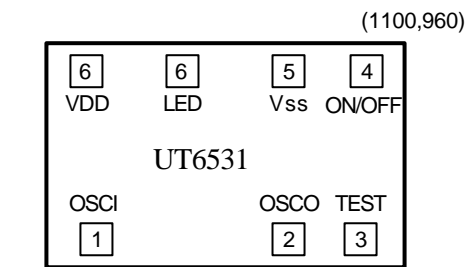 (1100,960)
6 6 5 4
VDD LED Vss ON/OFF
UT6531
OSCI OSCO TEST
1 2 3